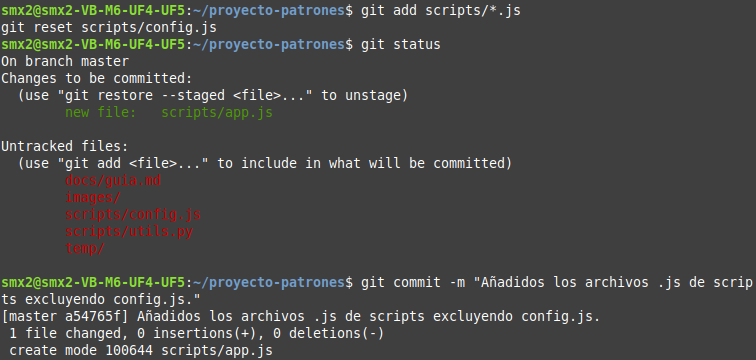 smx2@smx2-VB-M6-UF4-UF5:~/proyecto-patrones$ git add scripts/*.js
git reset scripts/config.js
smx2@smx2-VB-M6-UF4-UF5:~/proyecto-patrones$ git status
On branch master
Changes to be committed:
  (use "git restore --staged <file>..." to unstage)
        new file:   scripts/app.js

Untracked files:
  (use "git add <file>..." to include in what will be committed)
        docs/guia.md
        images/
        scripts/config.js
        scripts/utils.py
        temp/

smx2@smx2-VB-M6-UF4-UF5:~/proyecto-patrones$ git commit -m "Añadidos los archivos .js de scrip
ts excluyendo config.js."
[master a54765f] Añadidos los archivos .js de scripts excluyendo config.js.
 1 file changed, 0 insertions(+), 0 deletions(-)
 create mode 100644 scripts/app.js